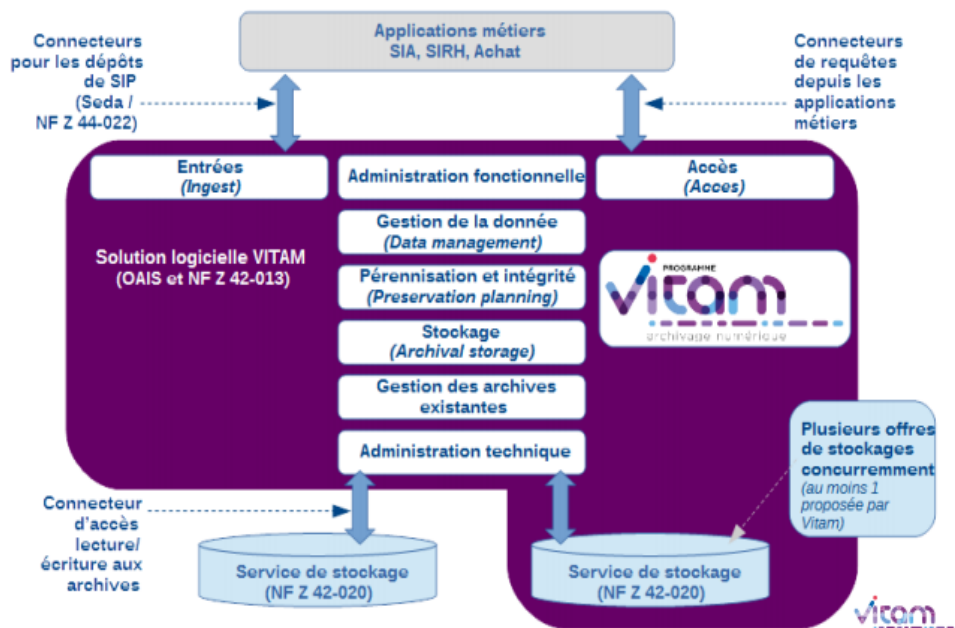 Applications métiers
SIA, SIRH, Achat
Connecteurs
pour les dépôts
de SIP
(Seda /
NF Z 44-022)
Connecteurs
de requêtes
depuis les
applications
métiers
Entrées
(Ingest)
Administration fonctionnelle
Accès
(Acces)
Solution logicielle VITAM
(OAIS et NF Z 42-013)
Gestion de la donnée
(Data management)
Pérennisation et intégrité
(Preservation planning)
Stockage
(Archival storage)
Gestion des archives
existantes
Administration technique
PROGRAMME
vitam
archivage numérique
Plusieurs offres
de stockages
concurremment
(au moins 1
proposée par
Vitam)
Connecteur
d'accès
lecture/
écriture aux
archives
Service de stockage
(NF Z 42-020)
Service de stockage
(NF Z 42-020)
vitam